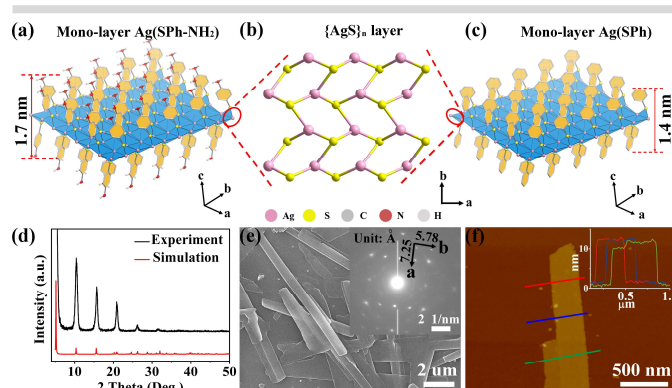 (a) Mono-layer Ag(SPh-NH₂)
(b) {AgS}ₙ layer
(c) Mono-layer Ag(SPh)
1.7 nm
1.4 nm
c
b
a
b
a
c
b
a
Ag S C N H
(d)
Experiment
Simulation
Intensity (a.u.)
10 20 30 40 50
2 Theta (Deg.)
(e)
Unit: Å
5.78
b
7.25
a
2 1/nm
2 um
(f)
10
nm
0
0.5
1.
μm
500 nm